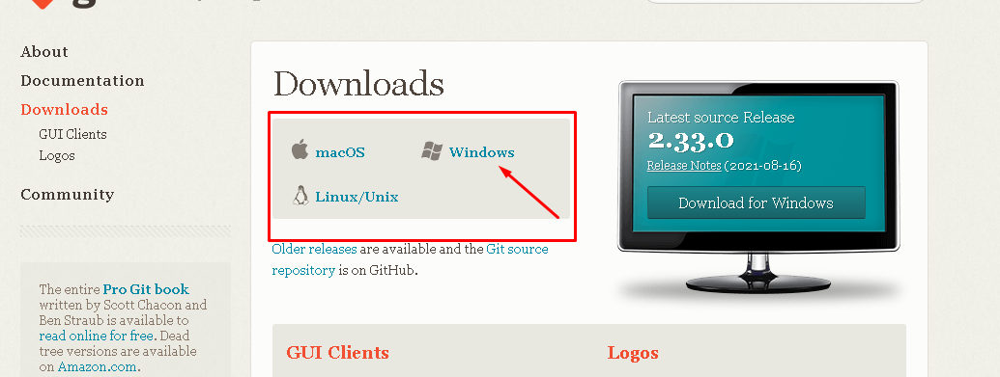 About
Documentation
Downloads
GUI Clients
Logos
Community
The entire Pro Git book
written by Scott Chacon and
Ben Straub is available to
read online for free. Dead
tree versions are available
on Amazon.com.
Downloads
macOS
Windows
Linux/Unix
Older releases are available and the Git source
repository is on GitHub.
Latest source Release
2.33.0
Release Notes (2021-08-16)
Download for Windows
GUI Clients
Logos